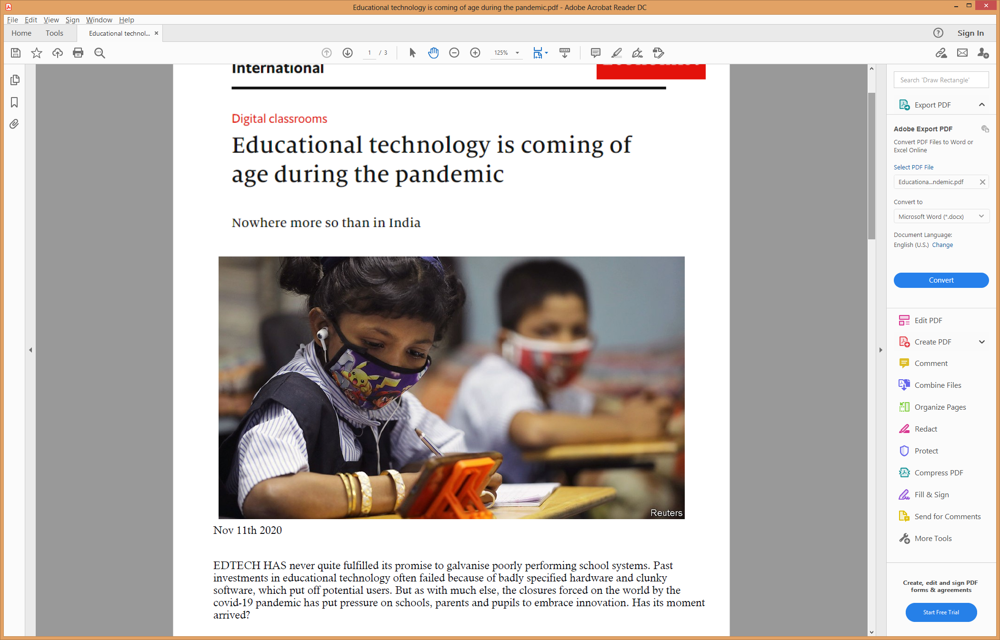 Educational technology is coming of age during the pandemic.pdf - Adobe Acrobat Reader DC
File Edit View Sign Window Help
Home Tools Educational technol... Sign In
1 / 3 125%
International
Digital classrooms
Educational technology is coming of
age during the pandemic
Nowhere more so than in India
Reuters
Nov 11th 2020
EDTECH HAS never quite fulfilled its promise to galvanise poorly performing school systems. Past
investments in educational technology often failed because of badly specified hardware and clunky
software, which put off potential users. But as with much else, the closures forced on the world by the
covid-19 pandemic has put pressure on schools, parents and pupils to embrace innovation. Has its moment
arrived?
Search 'Draw Rectangle'
Export PDF
Adobe Export PDF
Convert PDF Files to Word or
Excel Online
Select PDF File
Educationa...ndemic.pdf
Convert to
Microsoft Word (*.docx)
Document Language:
English (U.S.) Change
Convert
Edit PDF
Create PDF
Comment
Combine Files
Organize Pages
Redact
Protect
Compress PDF
Fill & Sign
Send for Comments
More Tools
Create, edit and sign PDF
forms & agreements
Start Free Trial